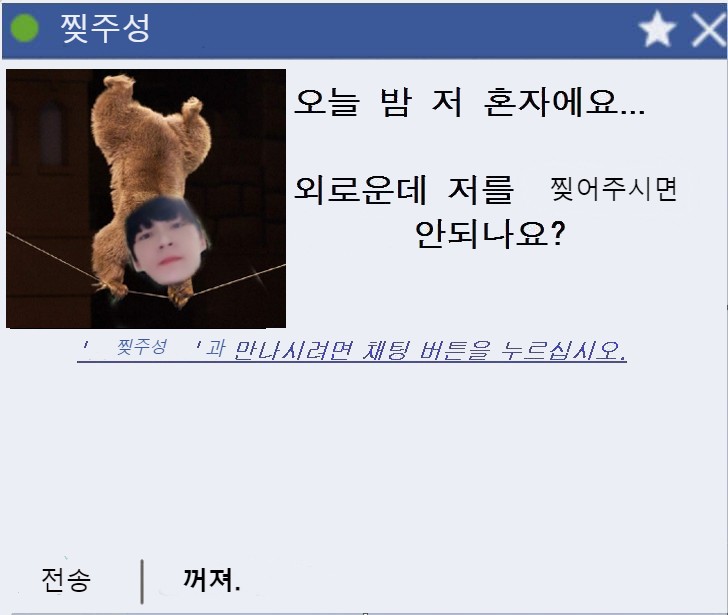 찢주성
오늘 밤 저 혼자에요...
외로운데 저를 찢어주시면
안되나요?
' 찢주성 '과 만나시려면 채팅 버튼을 누르십시오.
전송 | 꺼져.